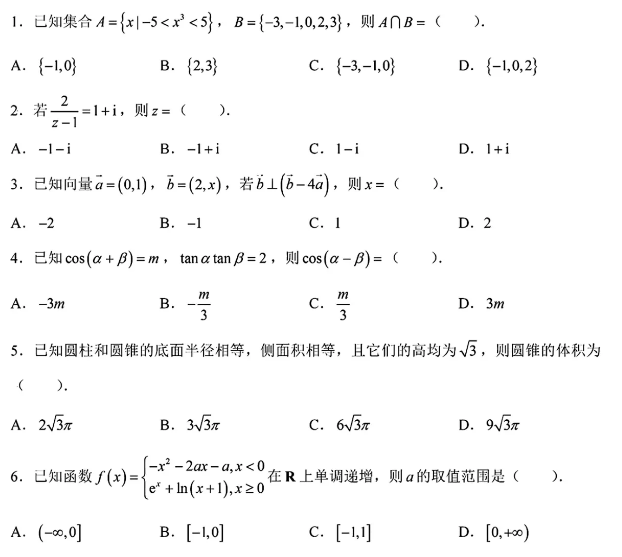 1．已知集合 A={x|-5<x³<5}，B={-3,-1,0,2,3}，则 A∩B=（　　）.
A．{-1,0}　　B．{2,3}　　C．{-3,-1,0}　　D．{-1,0,2}
2．若 2/(z-1)=1+i，则 z=（　　）.
A．-1-i　　B．-1+i　　C．1-i　　D．1+i
3．已知向量 a⃗=(0,1)，b⃗=(2,x)，若 b⃗⊥(b⃗-4a⃗)，则 x=（　　）.
A．-2　　B．-1　　C．1　　D．2
4．已知 cos(α+β)=m，tanαtanβ=2，则 cos(α-β)=（　　）.
A．-3m　　B．-m/3　　C．m/3　　D．3m
5．已知圆柱和圆锥的底面半径相等，侧面积相等，且它们的高均为√3，则圆锥的体积为
（　　）.
A．2√3π　　B．3√3π　　C．6√3π　　D．9√3π
6．已知函数 f(x)={-x²-2ax-a,x<0
eˣ+ln(x+1),x≥0 在 R 上单调递增，则 a 的取值范围是（　　）.
A．(-∞,0]　　B．[-1,0]　　C．[-1,1]　　D．[0,+∞)